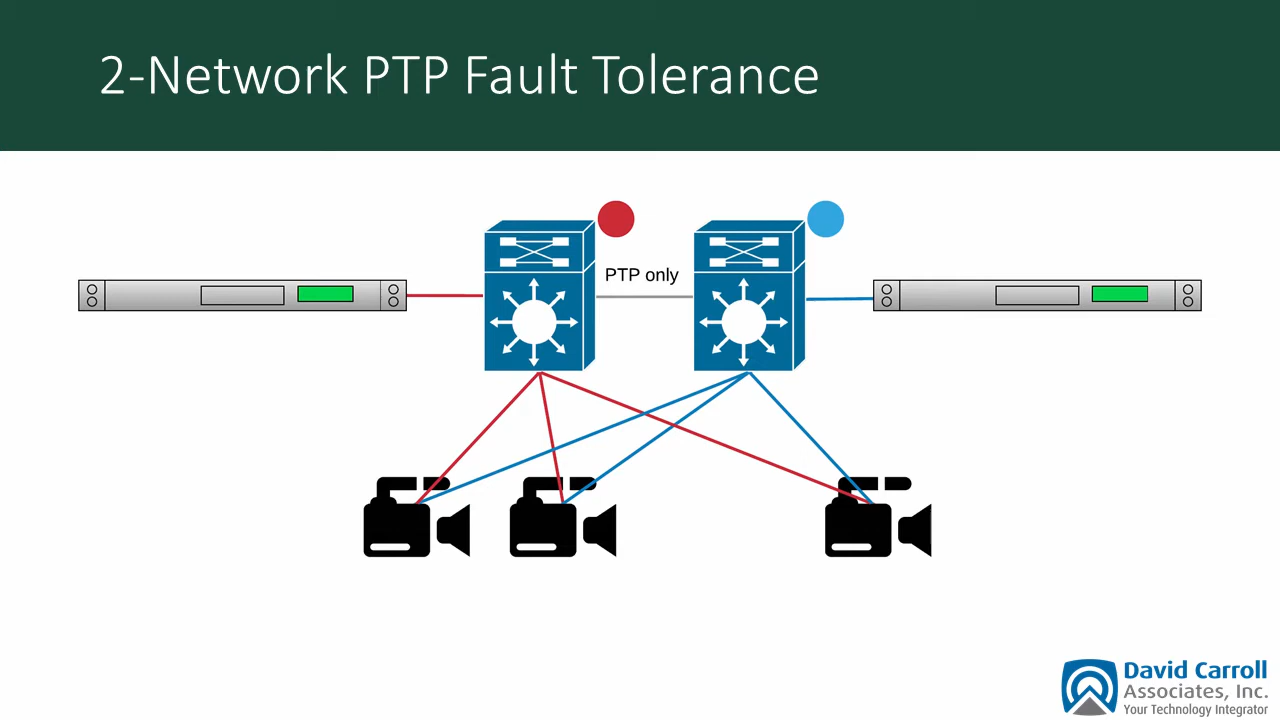 2-Network PTP Fault Tolerance
PTP only
David Carroll
Associates, Inc.
Your Technology Integrator